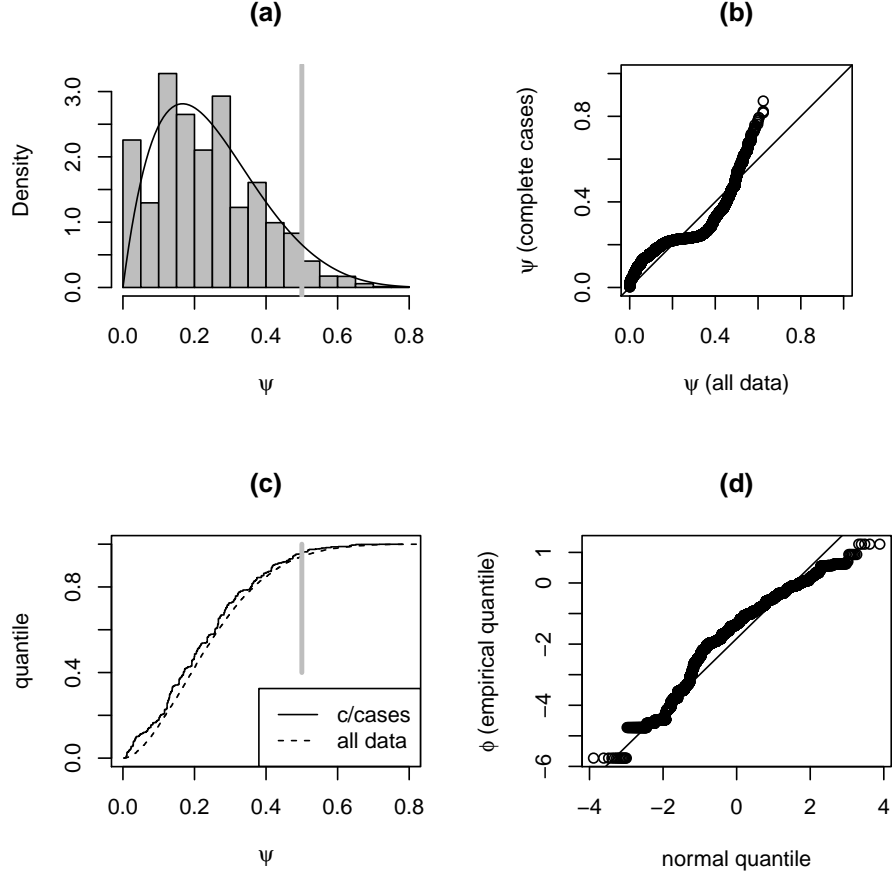 (a)
Density
0.0 1.0 2.0 3.0
0.0 0.2 0.4 0.6 0.8
ψ
(b)
ψ (complete cases)
0.0 0.4 0.8
0.0 0.4 0.8
ψ (all data)
(c)
quantile
0.0 0.4 0.8
c/cases
all data
0.0 0.2 0.4 0.6 0.8
ψ
(d)
ϕ (empirical quantile)
−6 −4 −2 0 1
−4 −2 0 2 4
normal quantile